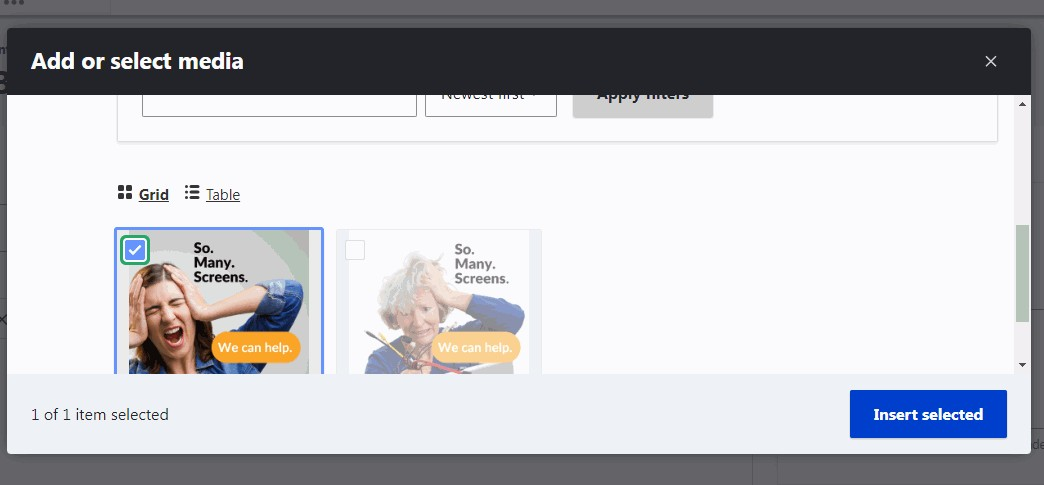 Add or select media
Newest first
Apply filters
Grid
Table
So.
Many.
Screens.
We can help.
So.
Many.
Screens.
We can help.
1 of 1 item selected
Insert selected